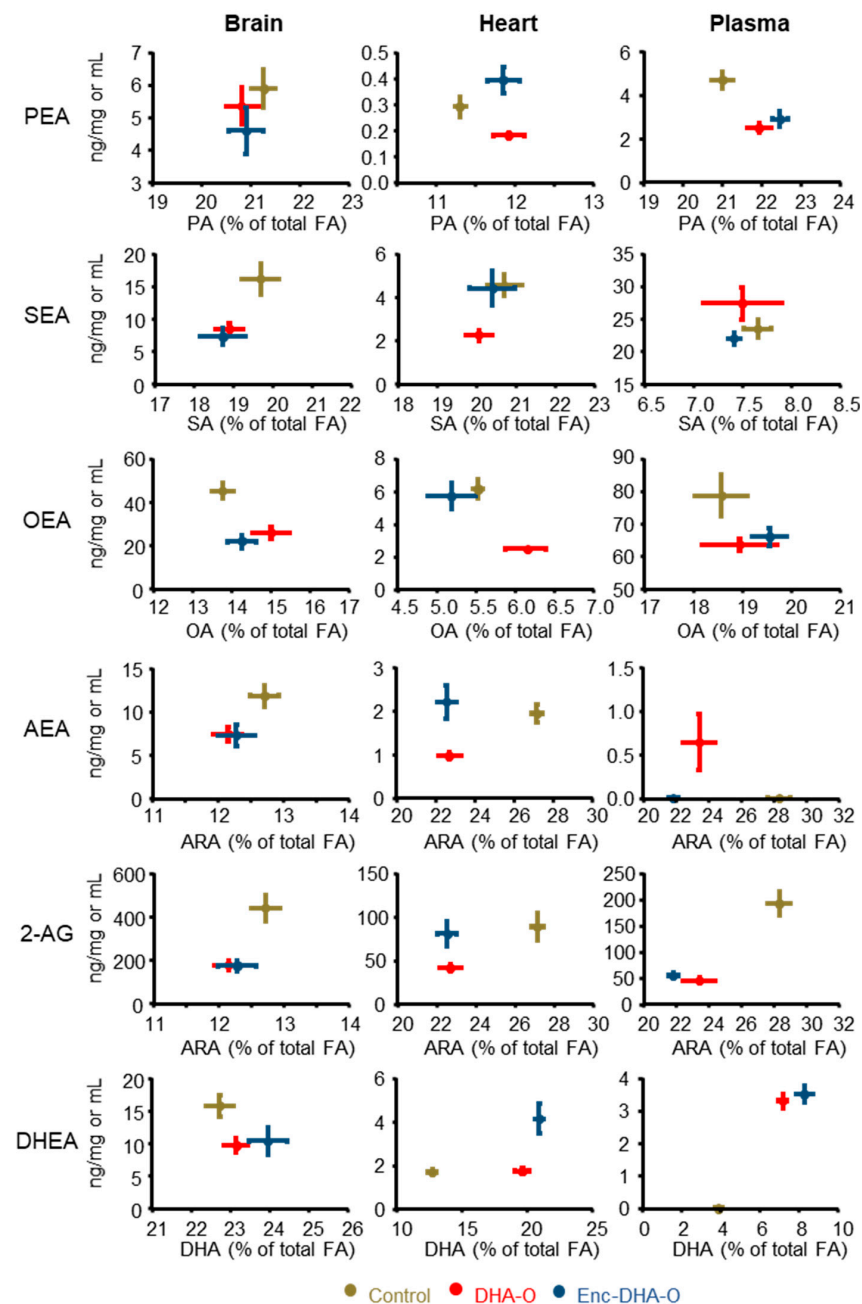 Brain Heart Plasma
PEA
ng/mg or mL
7 6 5 4 3
19 20 21 22 23
PA (% of total FA)
0.5 0.4 0.3 0.2 0.1 0.0
11 12 13
PA (% of total FA)
6 4 2 0
19 20 21 22 23 24
PA (% of total FA)
SEA
ng/mg or mL
20 15 10 5 0
17 18 19 20 21 22
SA (% of total FA)
6 4 2 0
18 19 20 21 22 23
SA (% of total FA)
35 30 25 20 15
6.5 7.0 7.5 8.0 8.5
SA (% of total FA)
OEA
ng/mg or mL
60 40 20 0
12 13 14 15 16 17
OA (% of total FA)
8 6 4 2 0
4.5 5.0 5.5 6.0 6.5 7.0
OA (% of total FA)
90 80 70 60 50
17 19 20 21
OA (% of total FA)
AEA
ng/mg or mL
15 10 5 0
11 12 13 14
ARA (% of total FA)
3 2 1 0
20 22 24 26 28 30
ARA (% of total FA)
1.5 1.0 0.5 0.0
20 22 24 26 28 30 32
ARA (% of total FA)
2-AG
ng/mg or mL
600 400 200 0
11 12 13 14
ARA (% of total FA)
150 100 50 0
20 22 24 26 28 30
ARA (% of total FA)
250 200 150 100 50 0
20 22 24 26 28 30 32
ARA (% of total FA)
DHEA
ng/mg or mL
20 15 10 5 0
21 22 23 24 25 26
DHA (% of total FA)
6 4 2 0
10 15 20 25
DHA (% of total FA)
4 3 2 1 0
0 2 4 6 8 10
DHA (% of total FA)
Control DHA-O Enc-DHA-O